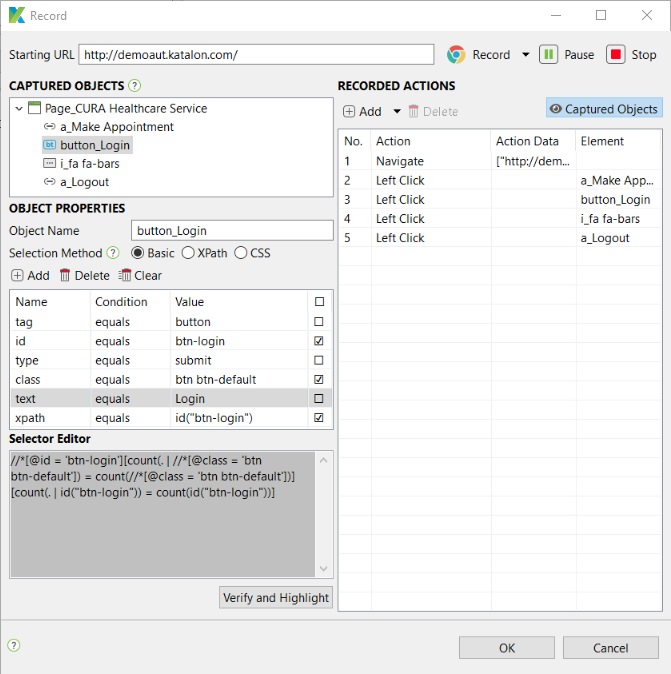 Record
Starting URL http://demoaut.katalon.com/ Record Pause Stop
CAPTURED OBJECTS ?
Page_CURA Healthcare Service
a_Make Appointment
bt button_Login
i_fa fa-bars
a_Logout
OBJECT PROPERTIES
Object Name button_Login
Selection Method ? Basic XPath CSS
Add Delete Clear
Name Condition Value
tag equals button
id equals btn-login
type equals submit
class equals btn btn-default
text equals Login
xpath equals id("btn-login")
Selector Editor
//*[@id = 'btn-login'][count(. | //*[@class = 'btn
btn-default']) = count(//*[@class = 'btn btn-default'])]
[count(. | id("btn-login")) = count(id("btn-login"))]
Verify and Highlight
RECORDED ACTIONS
Add Delete Captured Objects
No. Action Action Data Element
1 Navigate ["http://dem...
2 Left Click a_Make App...
3 Left Click button_Login
4 Left Click i_fa fa-bars
5 Left Click a_Logout
? OK Cancel